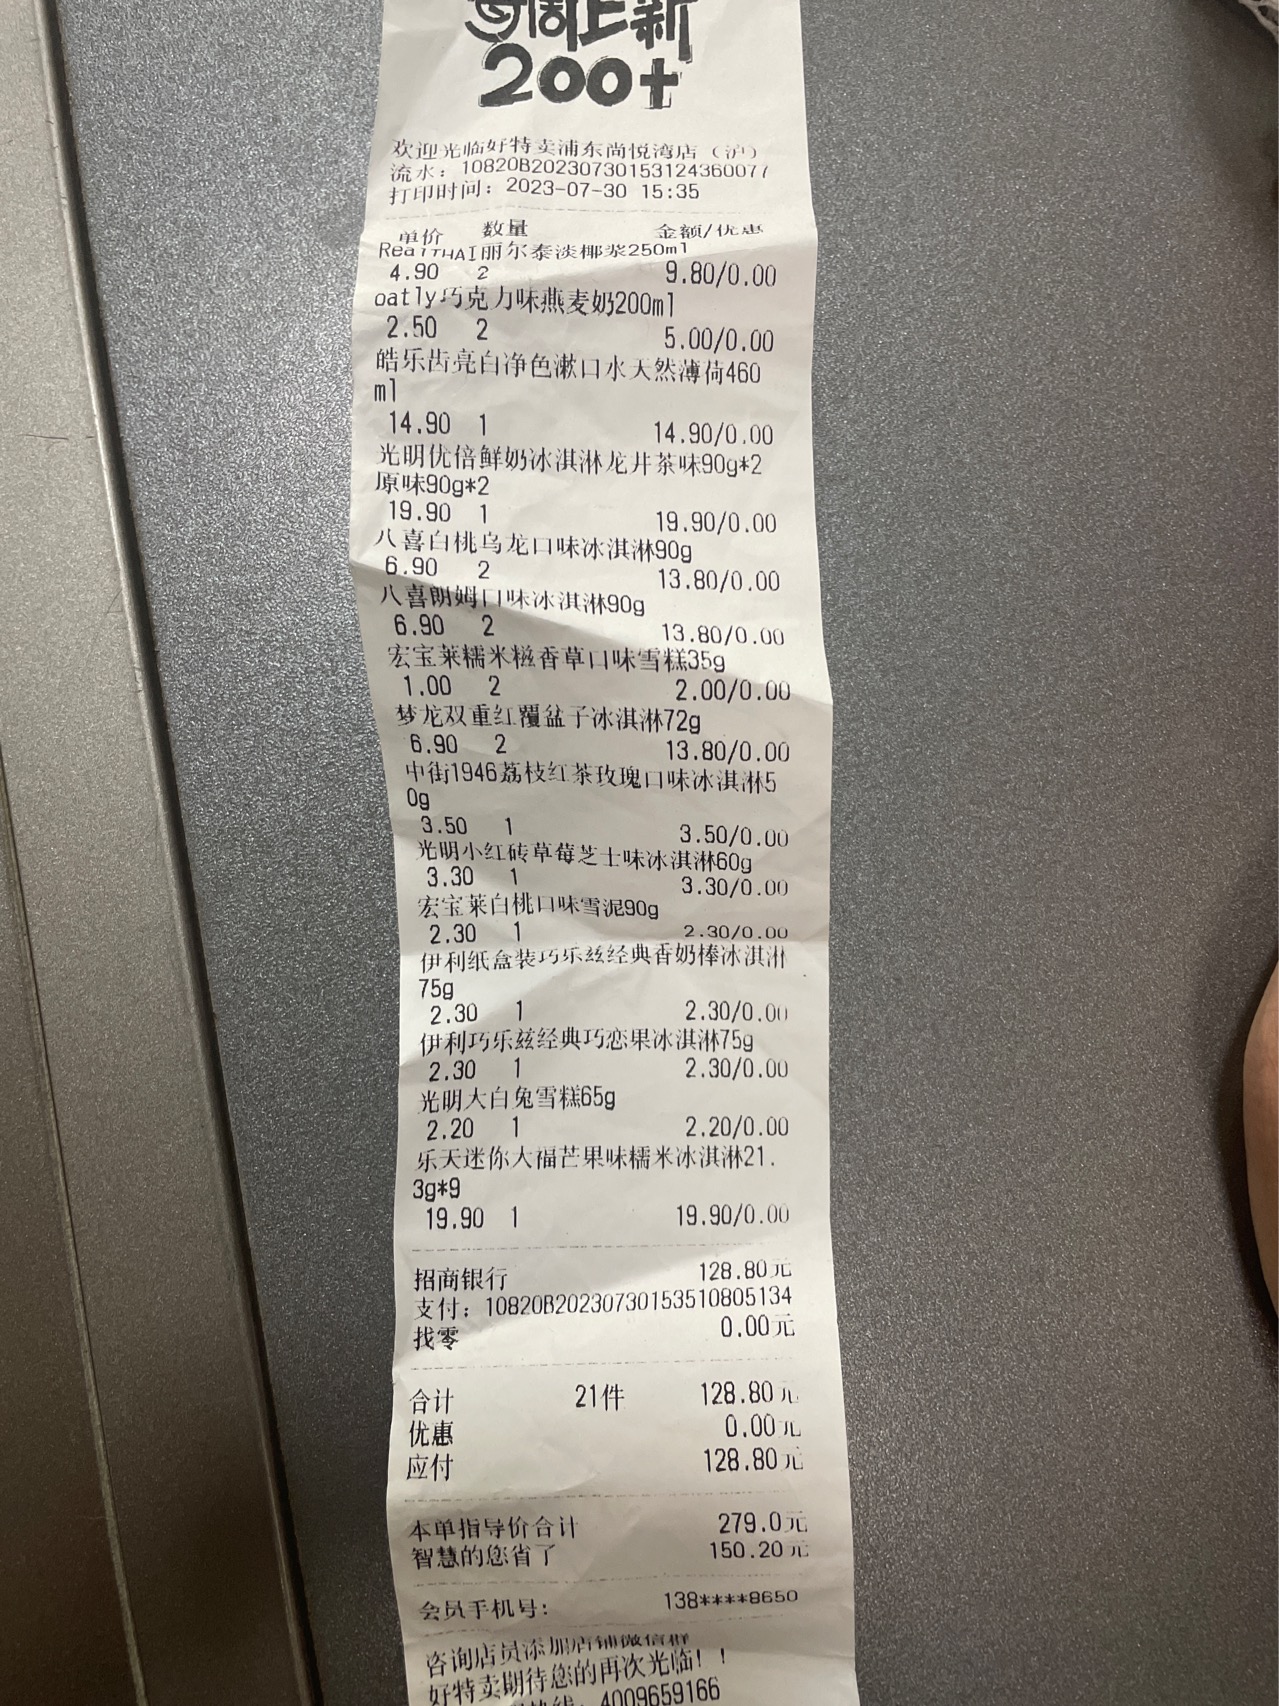 每周上新
200+
欢迎光临好特卖浦东尚悦湾店（沪）
流水：10820B20230730153124360077
打印时间：2023-07-30 15:35
单价 数量 金额/优惠
RealTHAI丽尔泰淡椰浆250ml
4.90 2 9.80/0.00
oatly巧克力味燕麦奶200ml
2.50 2 5.00/0.00
皓乐齿亮白净色漱口水天然薄荷460
ml
14.90 1 14.90/0.00
光明优倍鲜奶冰淇淋龙井茶味90g*2
原味90g*2
19.90 1 19.90/0.00
八喜白桃乌龙口味冰淇淋90g
6.90 2 13.80/0.00
八喜朗姆口味冰淇淋90g
6.90 2 13.80/0.00
宏宝莱糯米糍香草口味雪糕35g
1.00 2 2.00/0.00
梦龙双重红覆盆子冰淇淋72g
6.90 2 13.80/0.00
中街1946荔枝红茶玫瑰口味冰淇淋5
0g
3.50 1 3.50/0.00
光明小红砖草莓芝士味冰淇淋60g
3.30 1 3.30/0.00
宏宝莱白桃口味雪泥90g
2.30 1 2.30/0.00
伊利纸盒装巧乐兹经典香奶棒冰淇淋
75g
2.30 1 2.30/0.00
伊利巧乐兹经典巧恋果冰淇淋75g
2.30 1 2.30/0.00
光明大白兔雪糕65g
2.20 1 2.20/0.00
乐天迷你大福芒果味糯米冰淇淋21.
3g*9
19.90 1 19.90/0.00
招商银行 128.80元
支付：10820B20230730153510805134
找零 0.00元
合计 21件 128.80元
优惠 0.00元
应付 128.80元
本单指导价合计 279.0元
智慧的您省了 150.20元
会员手机号: 138****8650
咨询店员添加店铺微信群
好特卖期待您的再次光临！！
热线：4009659166